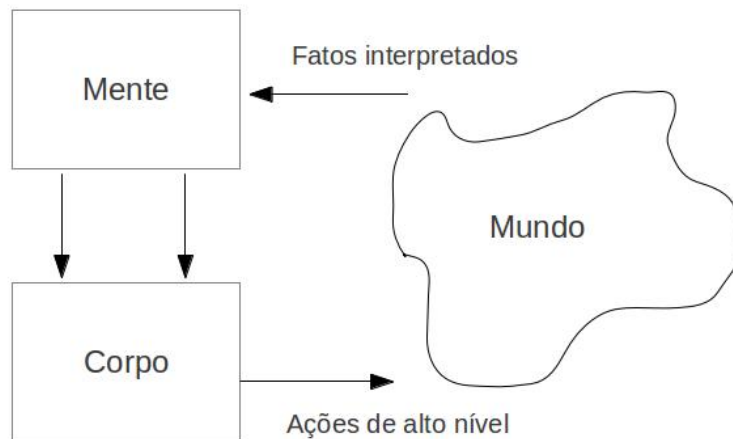 Fatos interpretados
Mente
Mundo
Corpo
Ações de alto nível